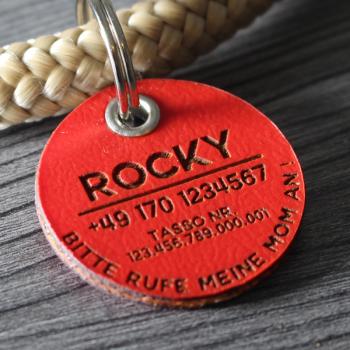 ROCKY
+49 170 1234567
TASSO NR.
123.456.789.000.001
BITTE RUFE MEINE MOM AN!